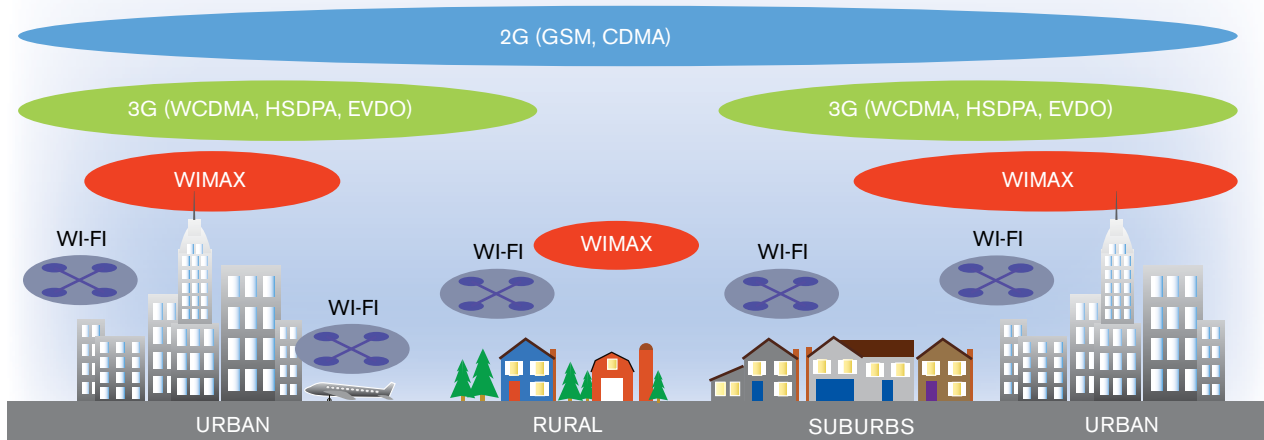 2G (GSM, CDMA)
3G (WCDMA, HSDPA, EVDO)
3G (WCDMA, HSDPA, EVDO)
WIMAX
WIMAX
WI-FI
WI-FI
WIMAX
WI-FI
WI-FI
WI-FI
URBAN
RURAL
SUBURBS
URBAN